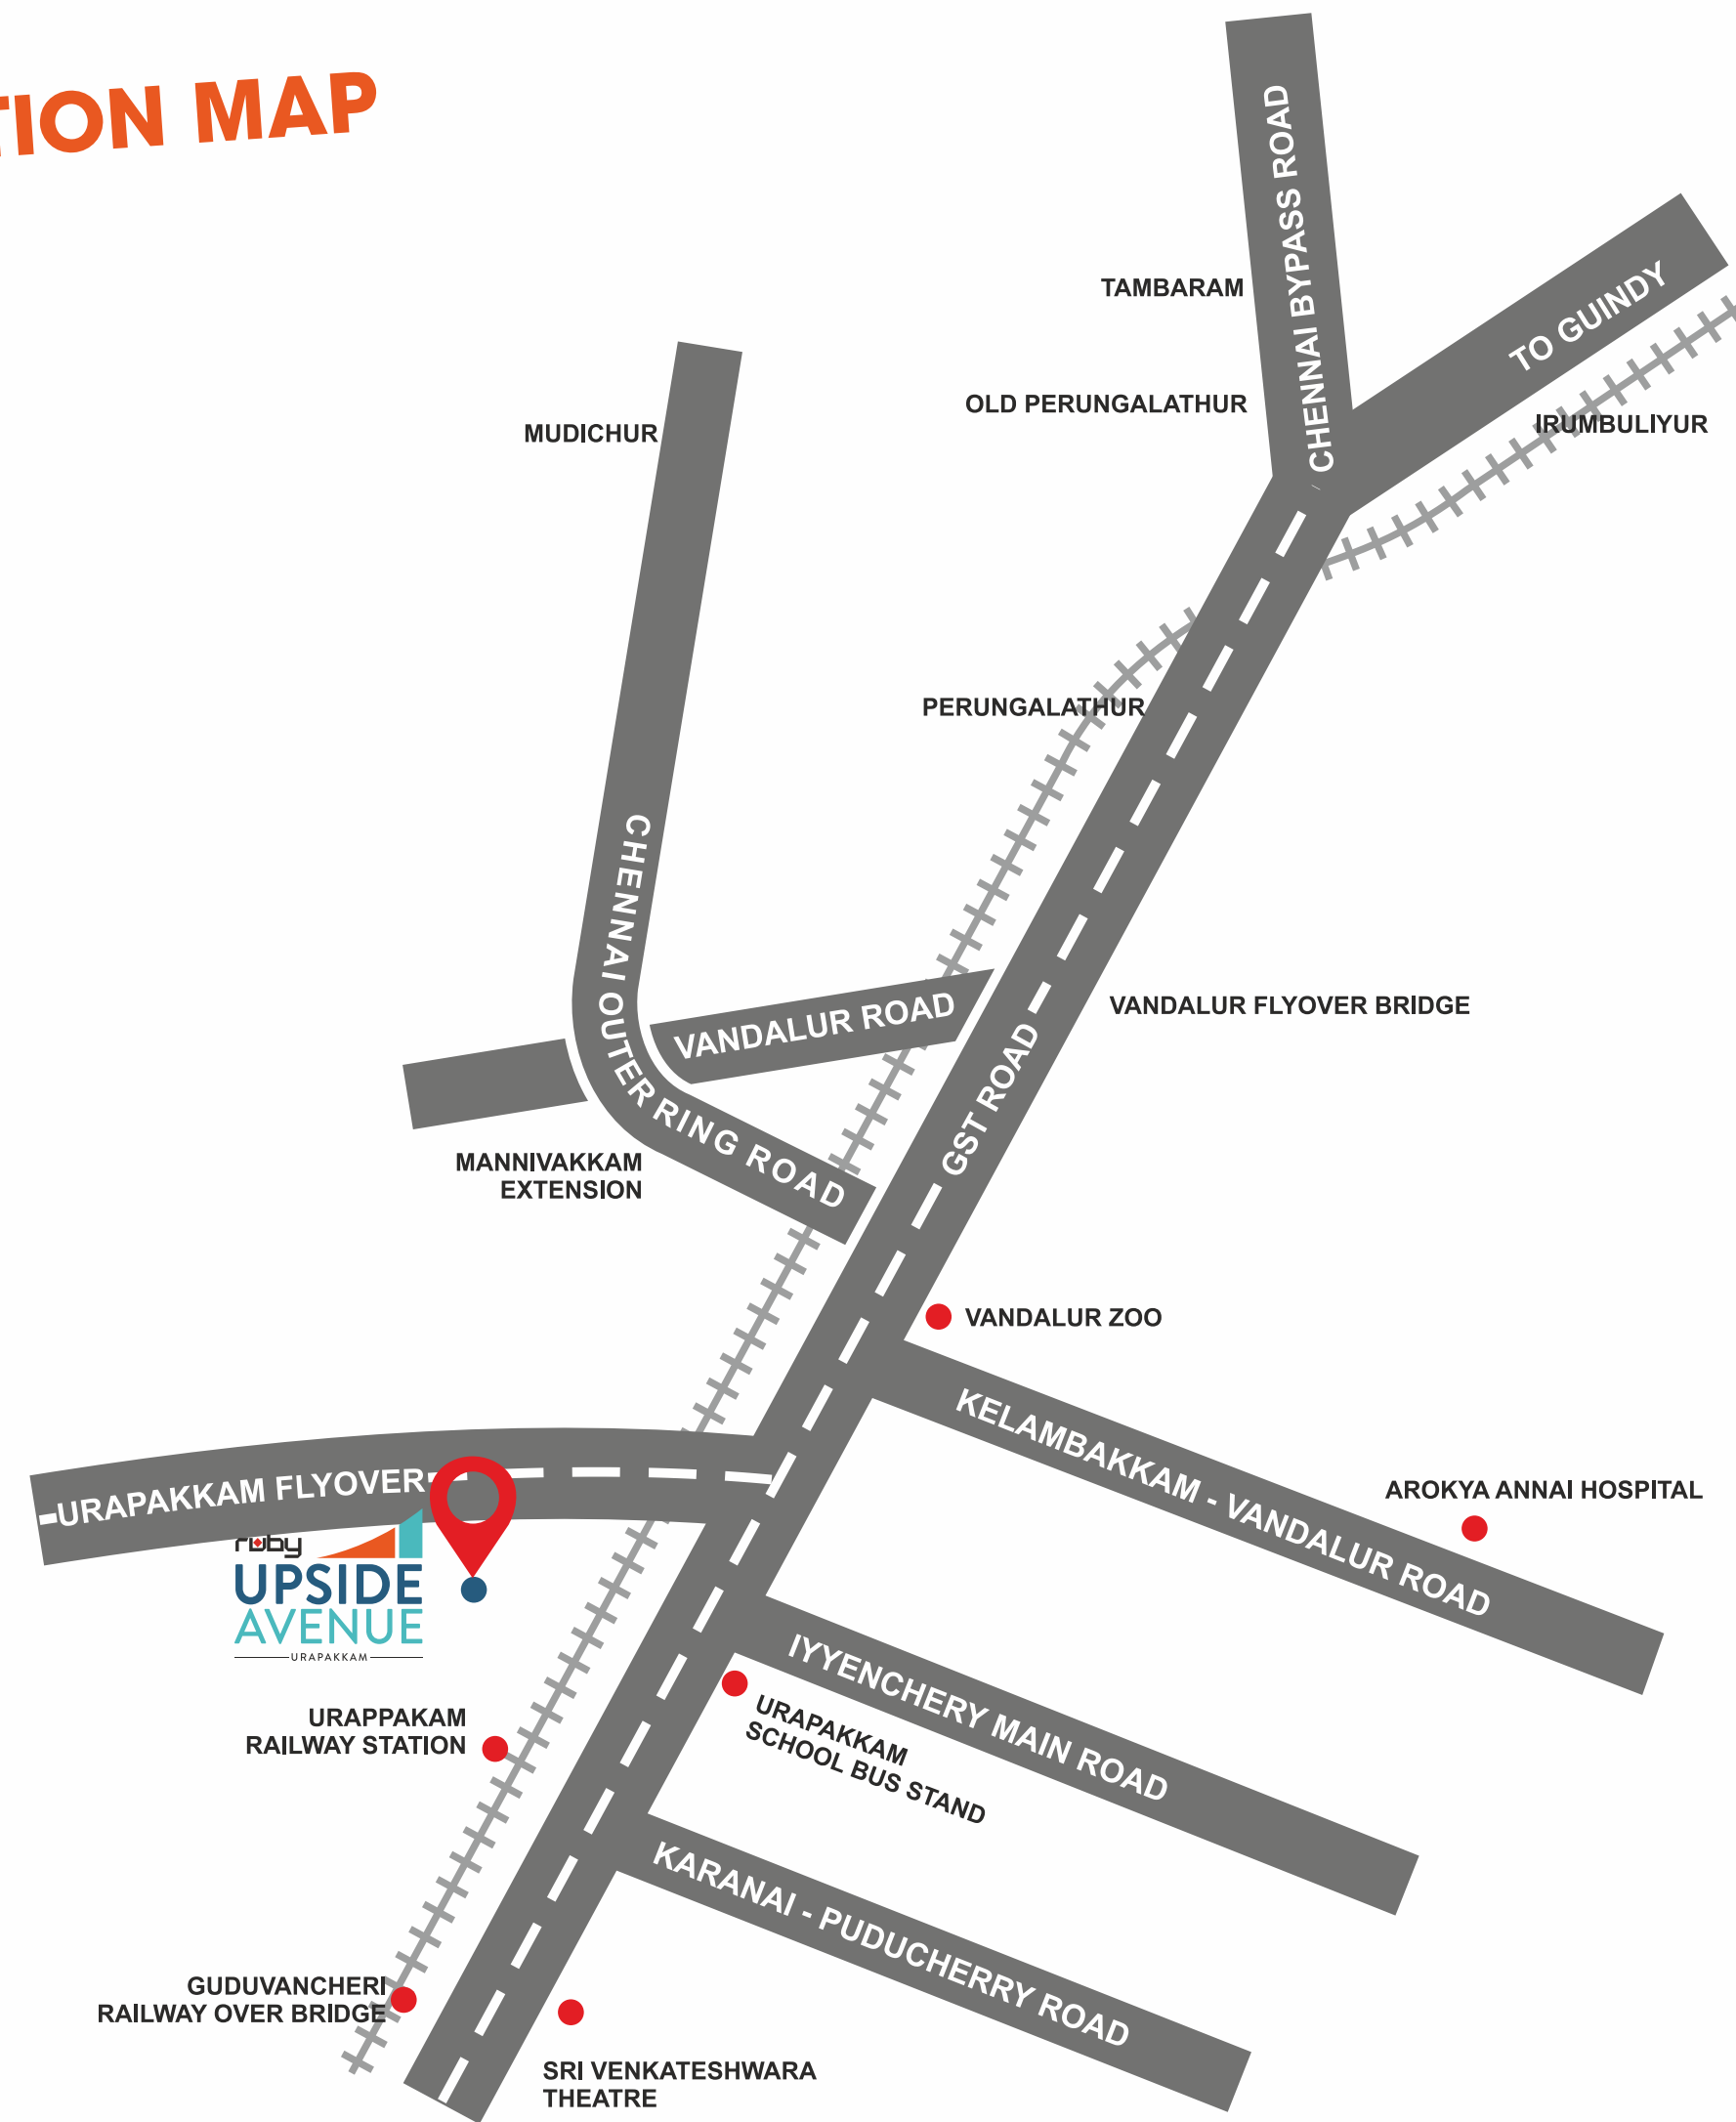 TION MAP
CHENNAI BYPASS ROAD
TO GUINDY
TAMBARAM
OLD PERUNGALATHUR
IRUMBULIYUR
MUDICHUR
PERUNGALATHUR
CHENNAI OUTER RING ROAD
VANDALUR ROAD
VANDALUR FLYOVER BRIDGE
GST ROAD
MANNIVAKKAM
EXTENSION
VANDALUR ZOO
KELAMBAKKAM - VANDALUR ROAD
AROKYA ANNAI HOSPITAL
URAPAKKAM FLYOVER
ruby
UPSIDE
AVENUE
URAPAKKAM
IYYENCHERY MAIN ROAD
URAPAKKAM
SCHOOL BUS STAND
URAPPAKAM
RAILWAY STATION
KARANAI - PUDUCHERRY ROAD
GUDUVANCHERI
RAILWAY OVER BRIDGE
SRI VENKATESHWARA
THEATRE